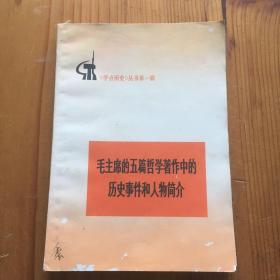 《学点历史》丛书第一辑
毛主席的五篇哲学著作中的
历史事件和人物简介